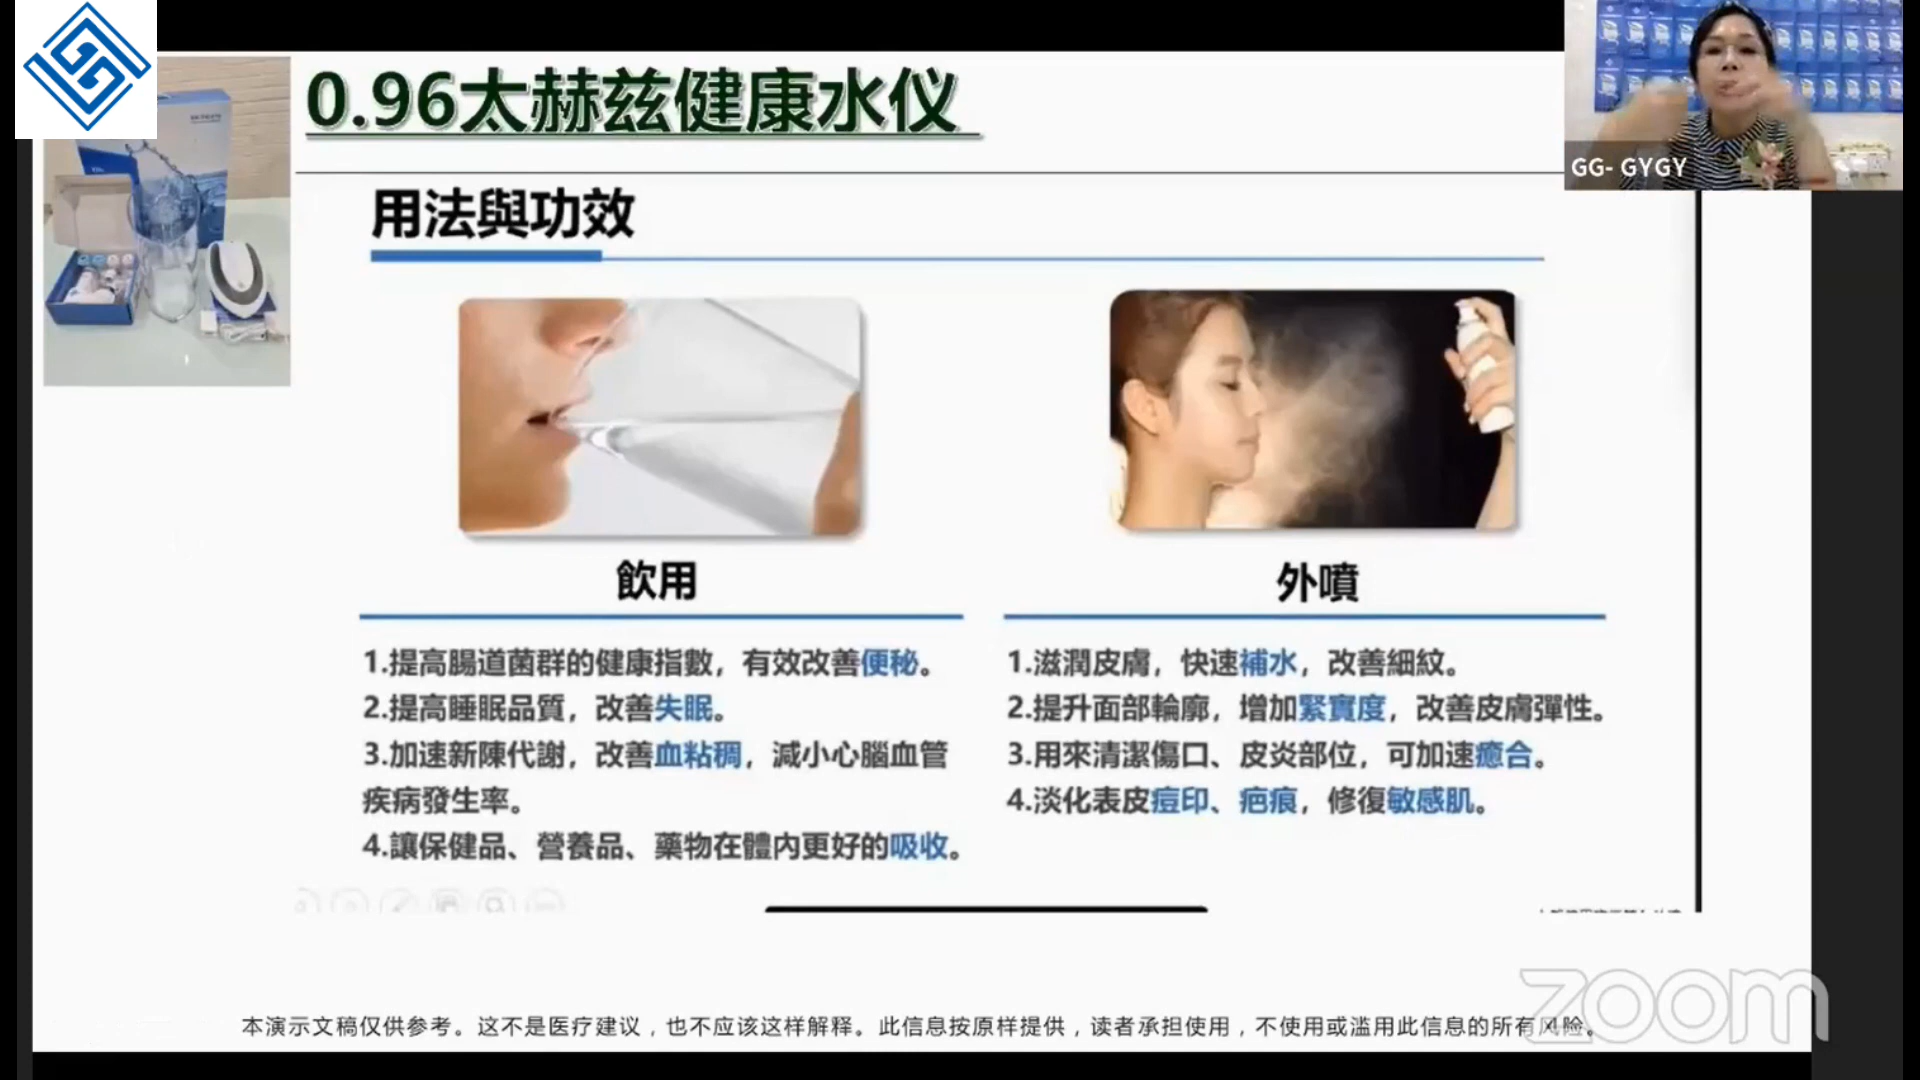 0.96太赫兹健康水仪
GG- GYGY
用法與功效
飲用
1.提高腸道菌群的健康指數，有效改善便秘。
2.提高睡眠品質，改善失眠。
3.加速新陳代謝，改善血粘稠，減小心腦血管
疾病發生率。
4.讓保健品、營養品、藥物在體內更好的吸收。
外噴
1.滋潤皮膚，快速補水，改善細紋。
2.提升面部輪廓，增加緊實度，改善皮膚彈性。
3.用來清潔傷口、皮炎部位，可加速癒合。
4.淡化表皮痘印、疤痕，修復敏感肌。
本演示文稿仅供参考。这不是医疗建议，也不应该这样解释。此信息按原样提供，读者承担使用，不使用或滥用此信息的所有风险。
zoom